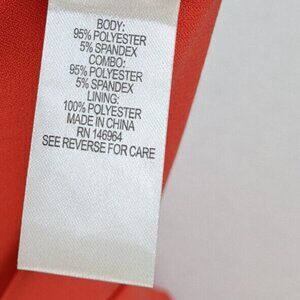 BODY:
95% POLYESTER
5% SPANDEX
COMBO:
95% POLYESTER
5% SPANDEX
LINING:
100% POLYESTER
MADE IN CHINA
RN 146964
SEE REVERSE FOR CARE